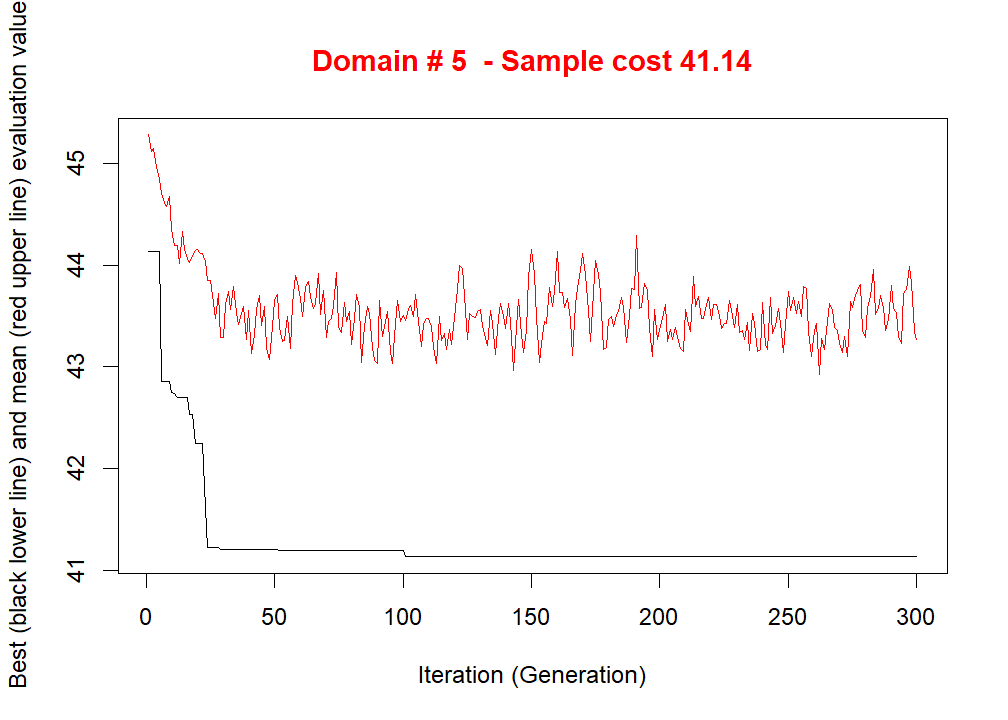 Domain # 5  - Sample cost 41.14
Best (black lower line) and mean (red upper line) evaluation value
45
44
43
42
41
0 50 100 150 200 250 300
Iteration (Generation)